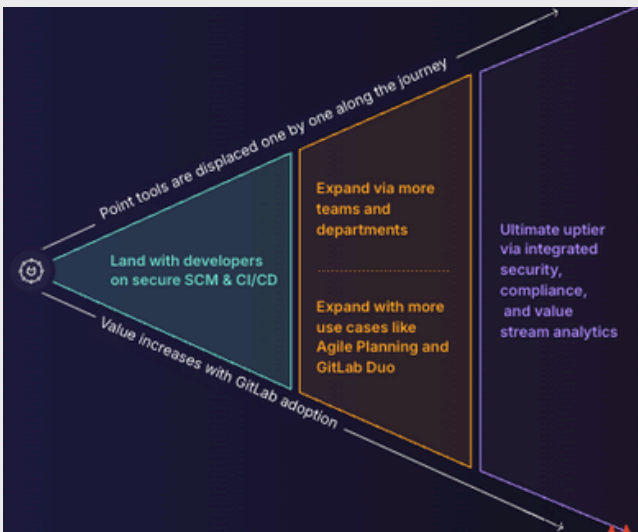 Point tools are displaced one by one along the journey
Land with developers
on secure SCM & CI/CD
Expand via more
teams and
departments
Expand with more
use cases like
Agile Planning and
GitLab Duo
Ultimate uptier
via integrated
security,
compliance,
and value
stream analytics
Value increases with GitLab adoption